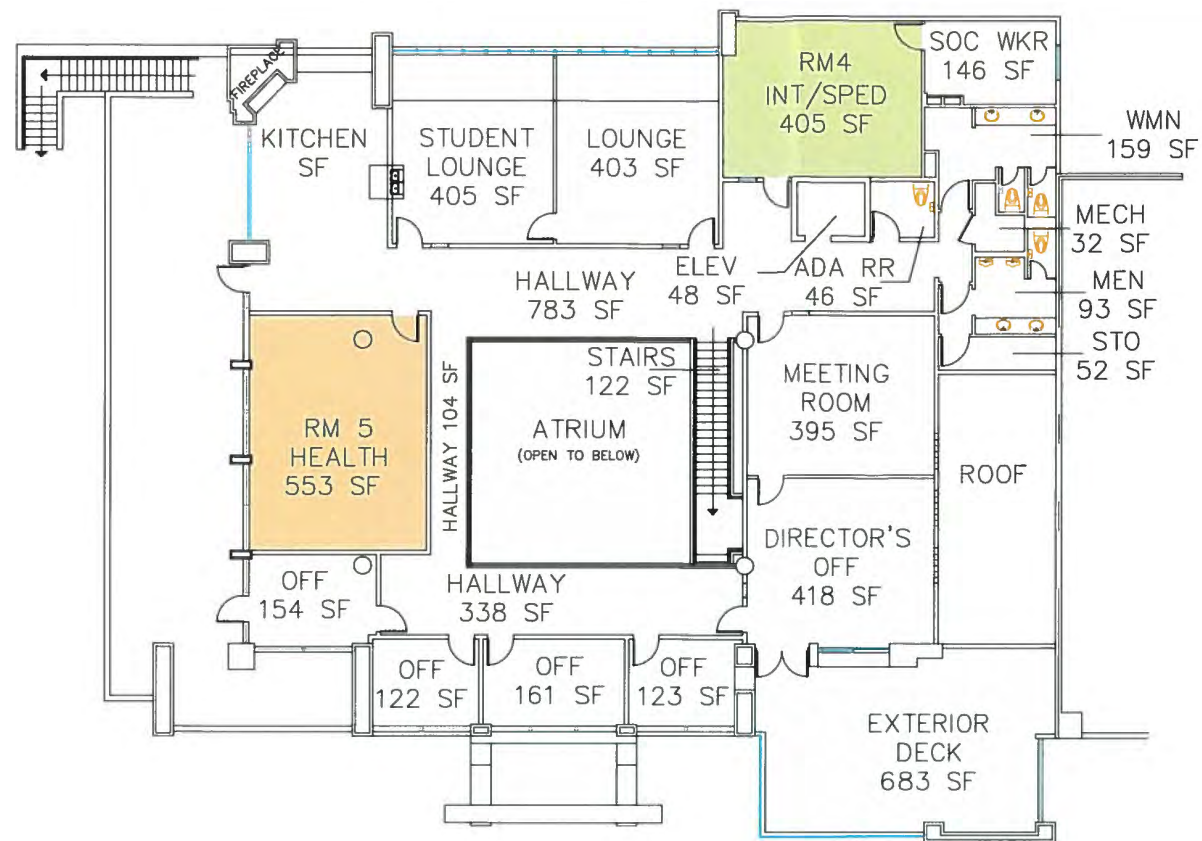 FIREPLACE
KITCHEN
SF
STUDENT
LOUNGE
405 SF
LOUNGE
403 SF
RM4
INT/SPED
405 SF
SOC WKR
146 SF
WMN
159 SF
MECH
32 SF
MEN
93 SF
STO
52 SF
HALLWAY
783 SF
ELEV
48 SF
ADA RR
46 SF
STAIRS
122 SF
RM 5
HEALTH
553 SF
HALLWAY 104 SF
ATRIUM
(OPEN TO BELOW)
MEETING
ROOM
395 SF
ROOF
DIRECTOR'S
OFF
418 SF
OFF
154 SF
HALLWAY
338 SF
OFF
122 SF
OFF
161 SF
OFF
123 SF
EXTERIOR
DECK
683 SF